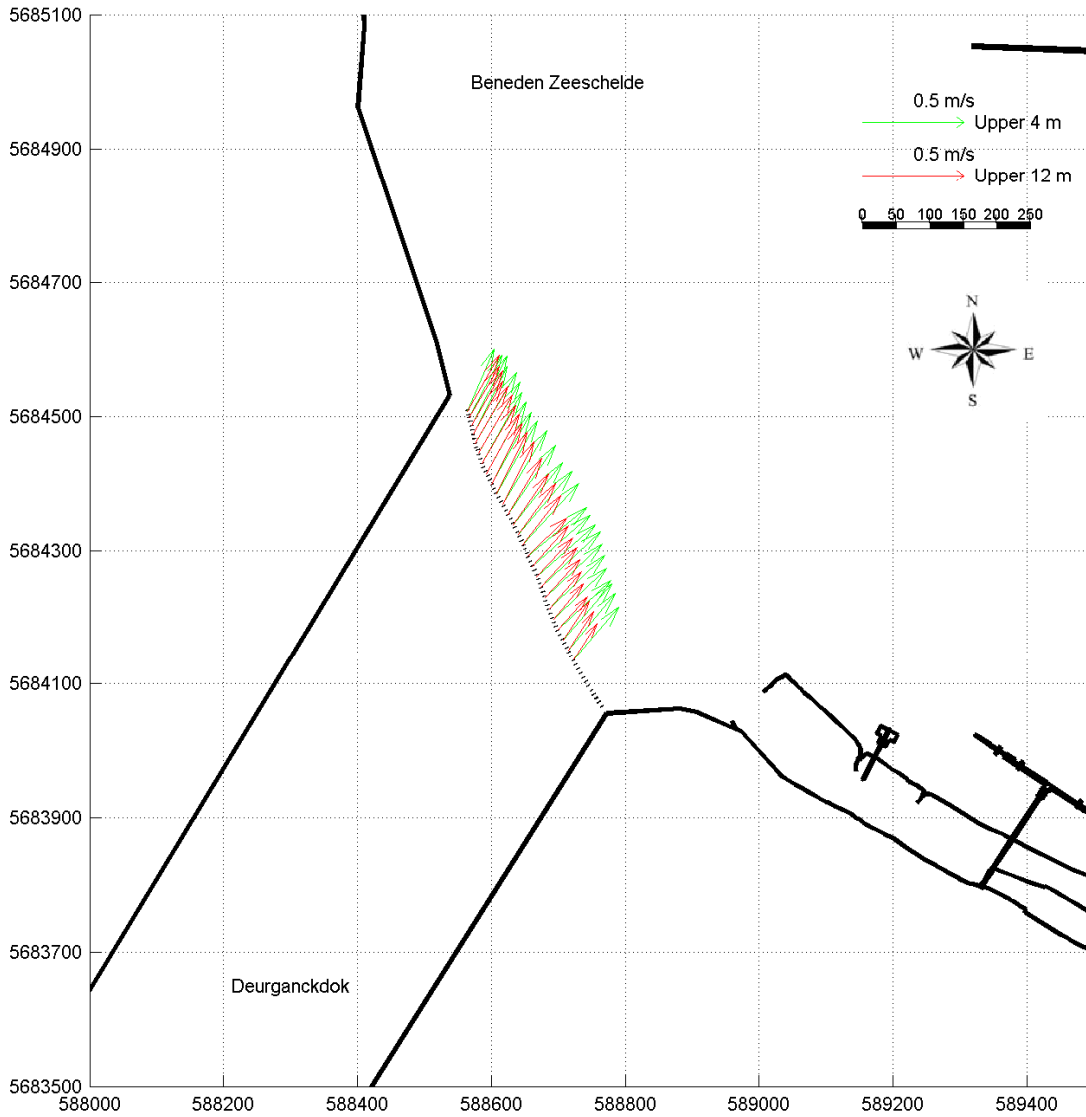 5685100
Beneden Zeeschelde
0.5 m/s
Upper 4 m
5684900
0.5 m/s
Upper 12 m
0 50 100 150 200 250
5684700
N
W E
S
5684500
5684300
5684100
5683900
5683700
Deurganckdok
5683500
588000 588200 588400 588600 588800 589000 589200 589400